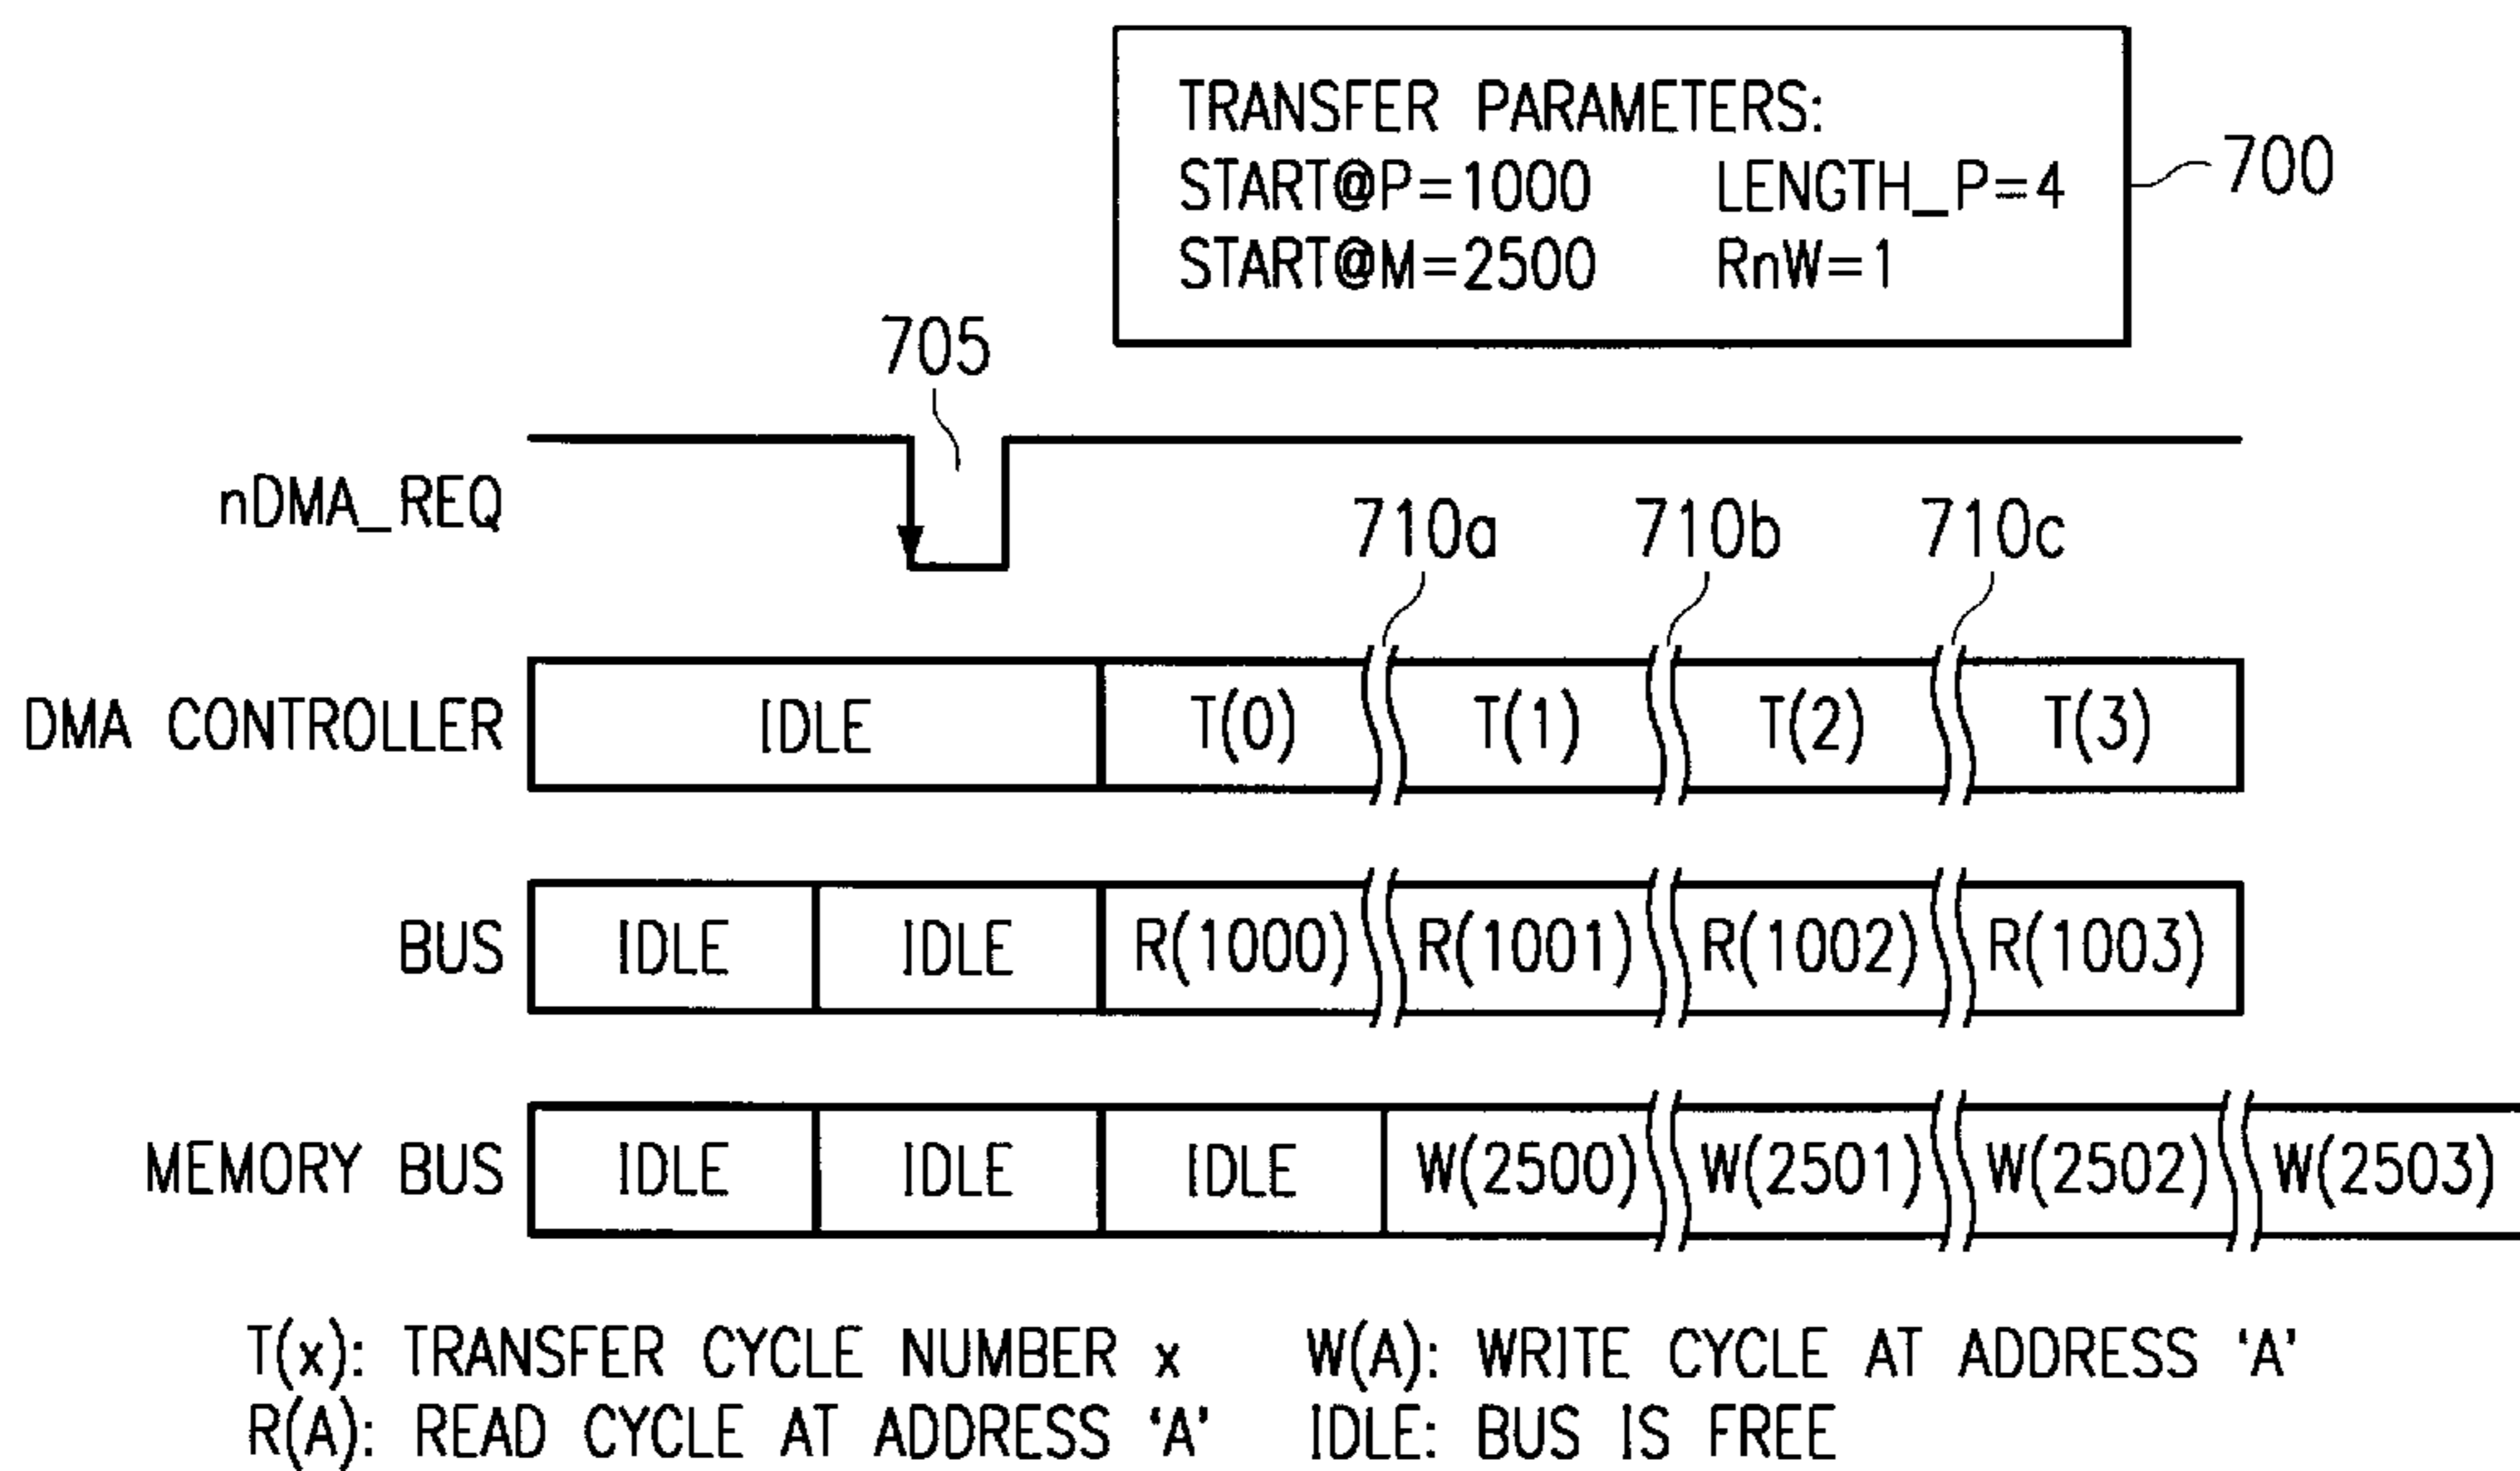 TRANSFER PARAMETERS:
START@P=1000 LENGTH_P=4
START@M=2500 RnW=1
700
705
nDMA_REQ
710a 710b 710c
DMA CONTROLLER IDLE T(0) T(1) T(2) T(3)
BUS IDLE IDLE R(1000) R(1001) R(1002) R(1003)
MEMORY BUS IDLE IDLE IDLE W(2500) W(2501) W(2502) W(2503)
T(x): TRANSFER CYCLE NUMBER x W(A): WRITE CYCLE AT ADDRESS 'A'
R(A): READ CYCLE AT ADDRESS 'A' IDLE: BUS IS FREE